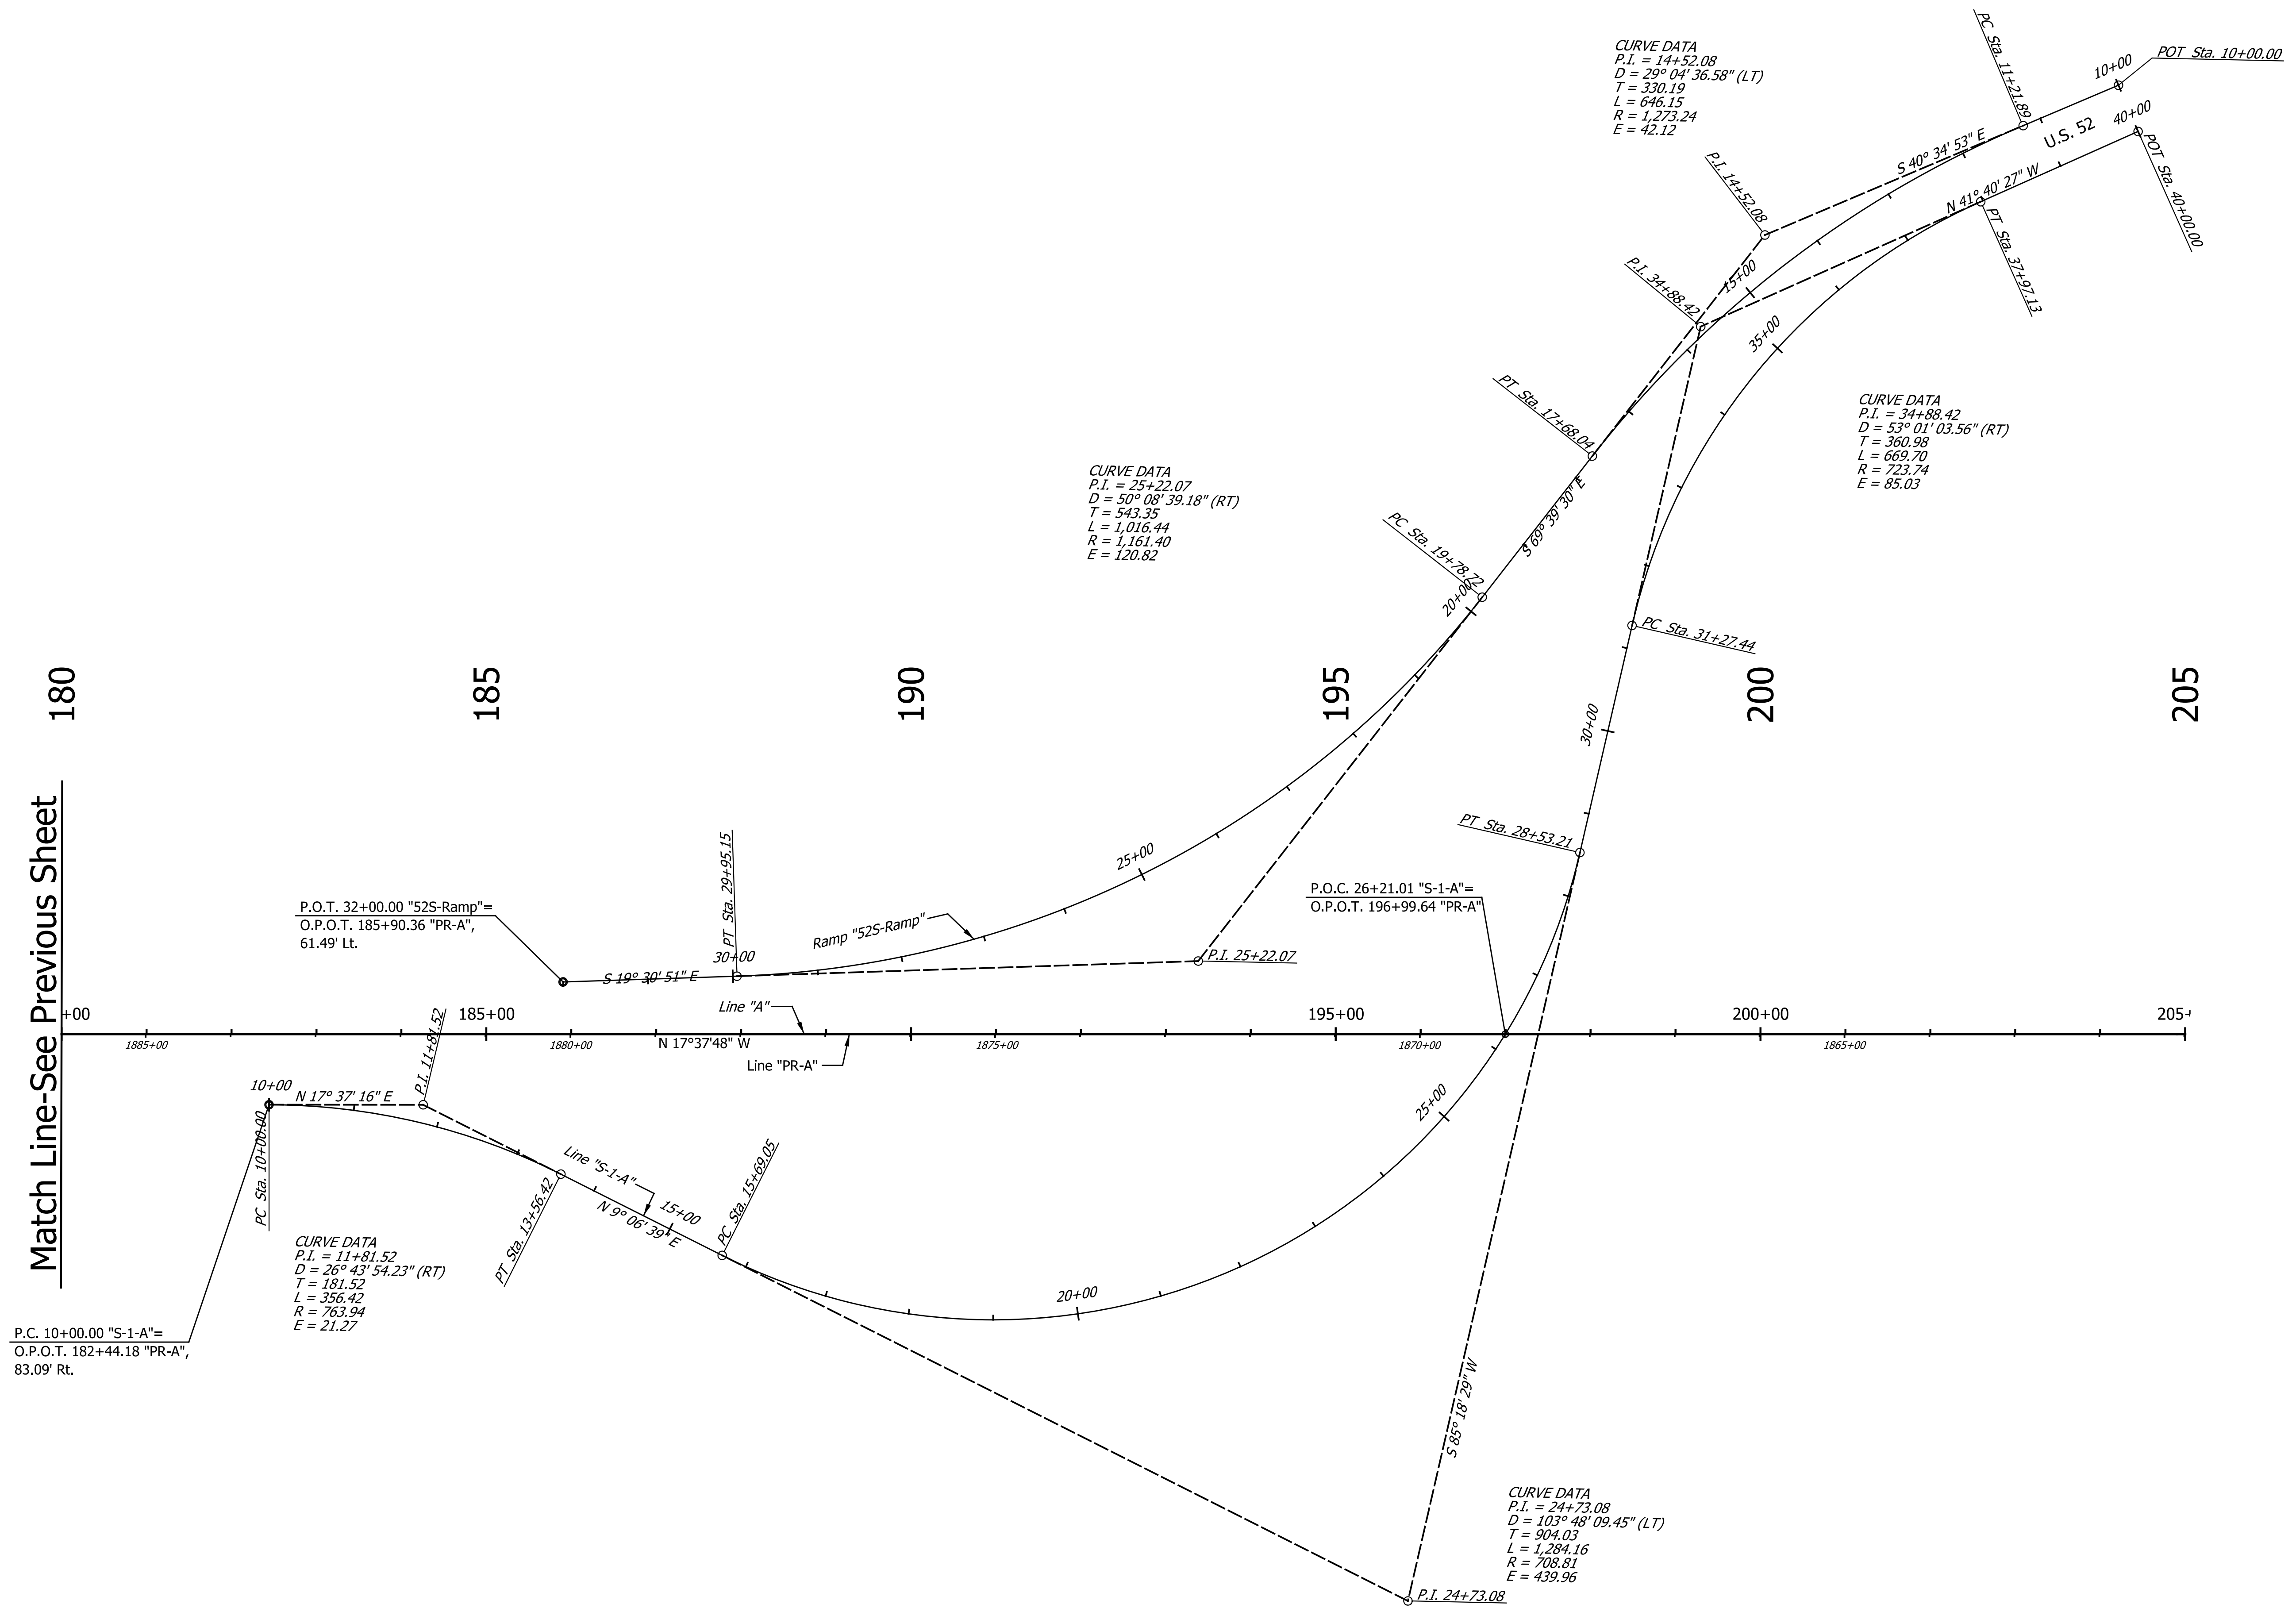 CURVE DATA
P.I. = 14+52.08
D = 29° 04' 36.58" (LT)
T = 330.19
L = 646.15
R = 1,273.24
E = 42.12
PC Sta. 11+21.89
10+00
POT Sta. 10+00.00
40+00
U.S. 52
POT Sta. 40+00.00
S 40° 34' 53" E
N 41° 40' 27" W
PT Sta. 37+97.13
P.I. 14+52.08
P.I. 34+88.42
15+00
35+00
PT Sta. 17+68.04
CURVE DATA
P.I. = 34+88.42
D = 53° 01' 03.56" (RT)
T = 360.98
L = 669.70
R = 723.74
E = 85.03
CURVE DATA
P.I. = 25+22.07
D = 50° 08' 39.18" (RT)
T = 543.35
L = 1,016.44
R = 1,161.40
E = 120.82
S 69° 39' 30" E
PC Sta. 19+78.72
20+00
PC Sta. 31+27.44
180
185
190
195
200
205
30+00
Match Line-See Previous Sheet
PT Sta. 28+53.21
PT Sta. 29+95.15
25+00
P.O.C. 26+21.01 "S-1-A"=
O.P.O.T. 196+99.64 "PR-A"
P.O.T. 32+00.00 "52S-Ramp"=
O.P.O.T. 185+90.36 "PR-A",
61.49' Lt.
Ramp "52S-Ramp"
30+00
P.I. 25+22.07
S 19° 30' 51" E
Line "A"
+00
185+00
195+00
200+00
205+
1885+00
1880+00
N 17°37'48" W
1875+00
1870+00
1865+00
Line "PR-A"
P.I. 11+81.52
10+00
N 17° 37' 16" E
PC Sta. 10+00.00
25+00
Line "S-1-A"
15+00
N 9° 06' 39" E
PT Sta. 13+56.42
PC Sta. 15+69.05
CURVE DATA
P.I. = 11+81.52
D = 26° 43' 54.23" (RT)
T = 181.52
L = 356.42
R = 763.94
E = 21.27
20+00
P.C. 10+00.00 "S-1-A"=
O.P.O.T. 182+44.18 "PR-A",
83.09' Rt.
S 85° 18' 29" W
CURVE DATA
P.I. = 24+73.08
D = 103° 48' 09.45" (LT)
T = 904.03
L = 1,284.16
R = 708.81
E = 439.96
P.I. 24+73.08